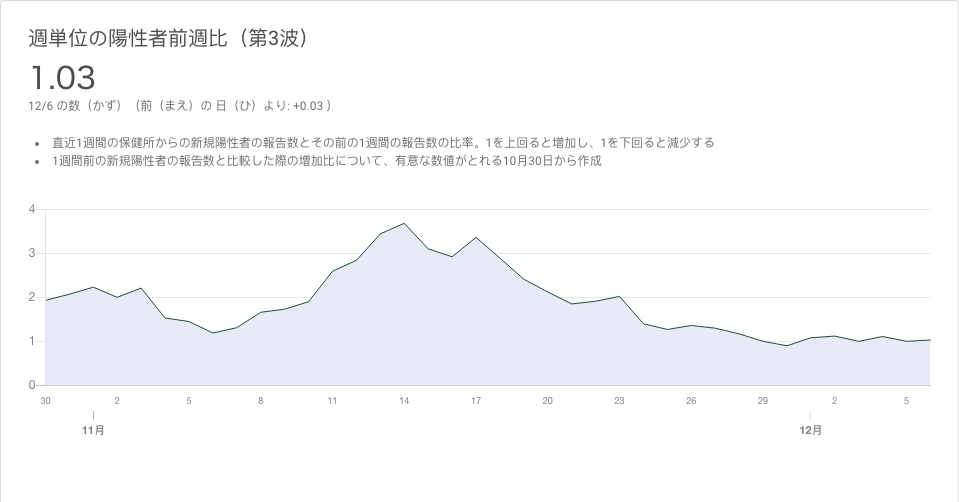 週単位の陽性者前週比（第3波）
1.03
12/6 の数（かず）（前（まえ）の 日（ひ）より: +0.03 ）
• 直近1週間の保健所からの新規陽性者の報告数とその前の1週間の報告数の比率。1を上回ると増加し、1を下回ると減少する
• 1週間前の新規陽性者の報告数と比較した際の増加比について、有意な数値がとれる10月30日から作成
4
3
2
1
0
30 2 5 8 11 14 17 20 23 26 29 2 5
11月 12月